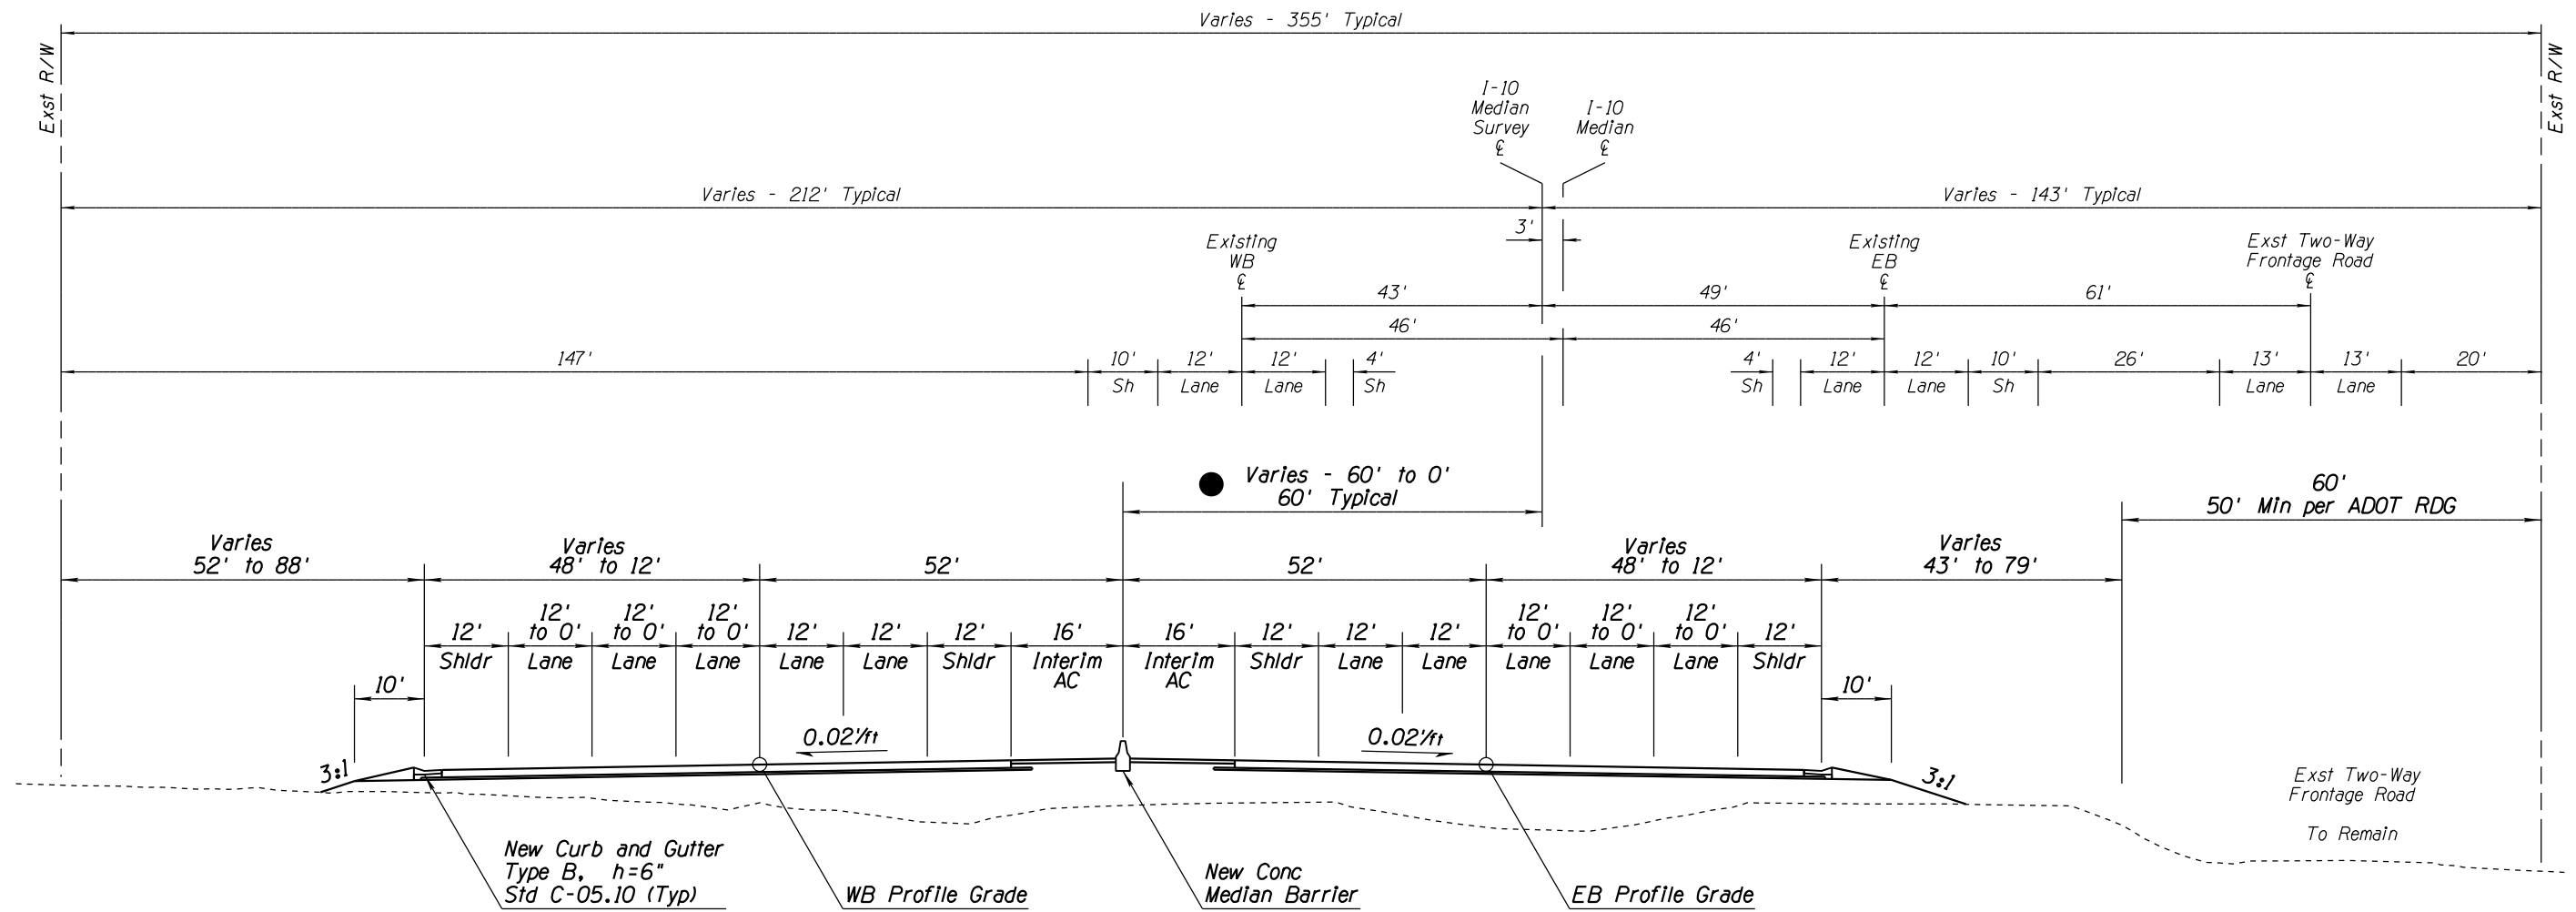 Varies - 355' Typical
Exst R/W
Exst R/W
I-10
Median
Survey
℄
I-10
Median
℄
Varies - 212' Typical
Varies - 143' Typical
3'
Existing
WB
℄
Existing
EB
℄
Exst Two-Way
Frontage Road
℄
43'
49'
61'
46'
46'
147'
10'
Sh
12'
Lane
12'
Lane
4'
Sh
4'
Sh
12'
Lane
12'
Lane
10'
Sh
26'
13'
Lane
13'
Lane
20'
Varies - 60' to 0'
60' Typical
60'
50' Min per ADOT RDG
Varies
52' to 88'
Varies
48' to 12'
52'
52'
Varies
48' to 12'
Varies
43' to 79'
12'
Shldr
12'
to 0'
Lane
12'
to 0'
Lane
12'
to 0'
Lane
12'
Lane
12'
Lane
12'
Shldr
16'
Interim
AC
16'
Interim
AC
12'
Shldr
12'
Lane
12'
Lane
12'
to 0'
Lane
12'
to 0'
Lane
12'
to 0'
Lane
12'
Shldr
10'
10'
0.02'/ft
0.02'/ft
3:1
3:1
Exst Two-Way
Frontage Road
To Remain
New Curb and Gutter
Type B, h=6"
Std C-05.10 (Typ)
WB Profile Grade
New Conc
Median Barrier
EB Profile Grade